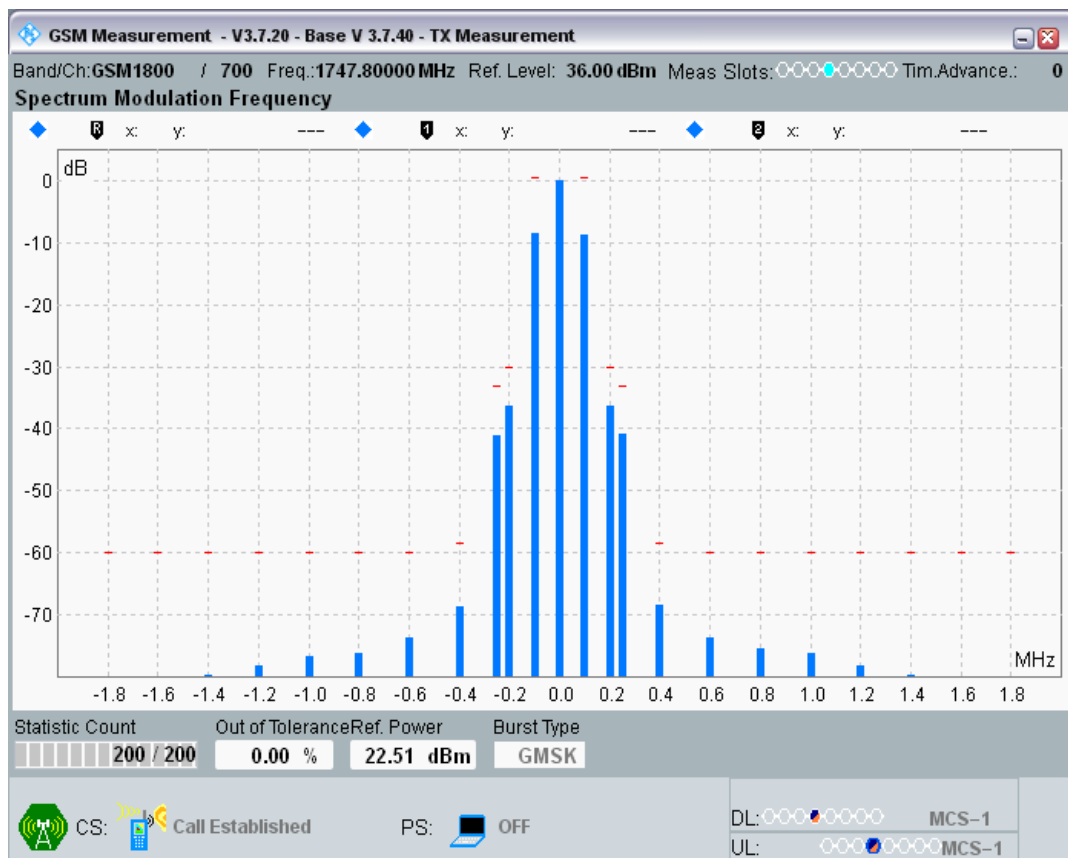 GSM Measurement - V3.7.20 - Base V 3.7.40 - TX Measurement
Band/Ch:GSM1800 / 700 Freq.:1747.80000 MHz Ref. Level: 36.00 dBm Meas Slots: Tim.Advance.: 0
Spectrum Modulation Frequency
R x: y: --- 1 x: y: --- 2 x: y: ---
dB
0
-10
-20
-30
-40
-50
-60
-70
MHz
-1.8 -1.6 -1.4 -1.2 -1.0 -0.8 -0.6 -0.4 -0.2 0.0 0.2 0.4 0.6 0.8 1.0 1.2 1.4 1.6 1.8
Statistic Count Out of Tolerance Ref. Power Burst Type
200 / 200 0.00 % 22.51 dBm GMSK
CS: Call Established PS: OFF
DL: MCS-1
UL: MCS-1